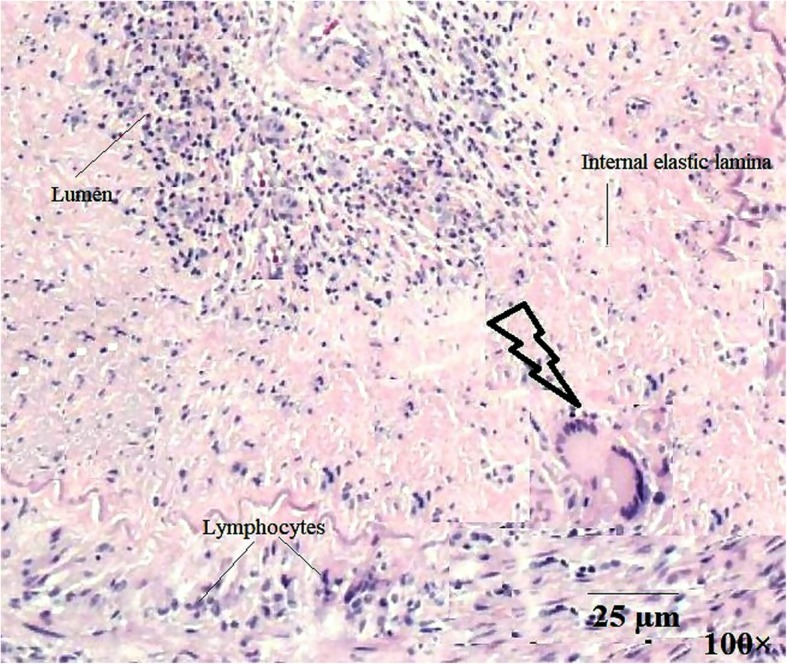 Internal elastic lamina
Lumen
Lymphocytes
25 μm
100×